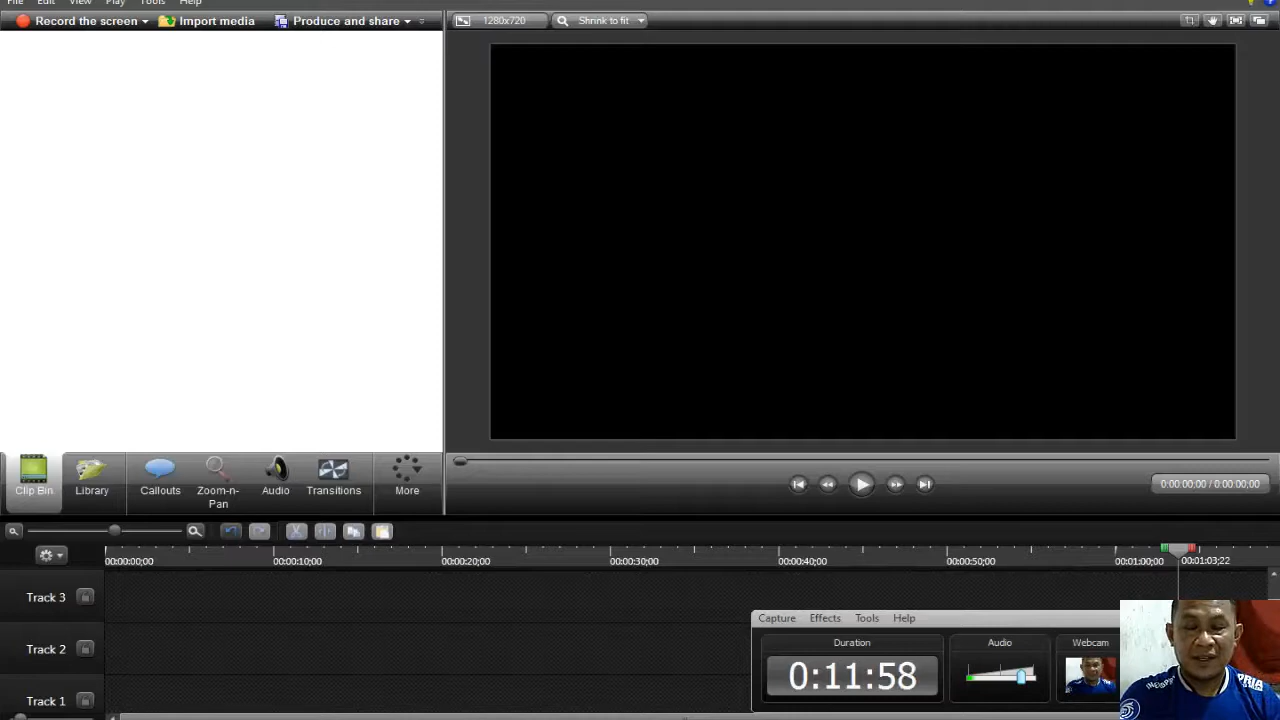 File Edit View Play Tools Help
Record the screen Import media Produce and share
1280x720 Shrink to fit
Clip Bin Library Callouts Zoom-n-Pan Audio Transitions More
0:00:00;00 / 0:00:00;00
00:00:00;00 00:00:10;00 00:00:20;00 00:00:30;00 00:00:40;00 00:00:50;00 00:01:00;00 00:01:03;22
Track 3
Track 2
Track 1
Capture Effects Tools Help
Duration Audio Webcam
0:11:58